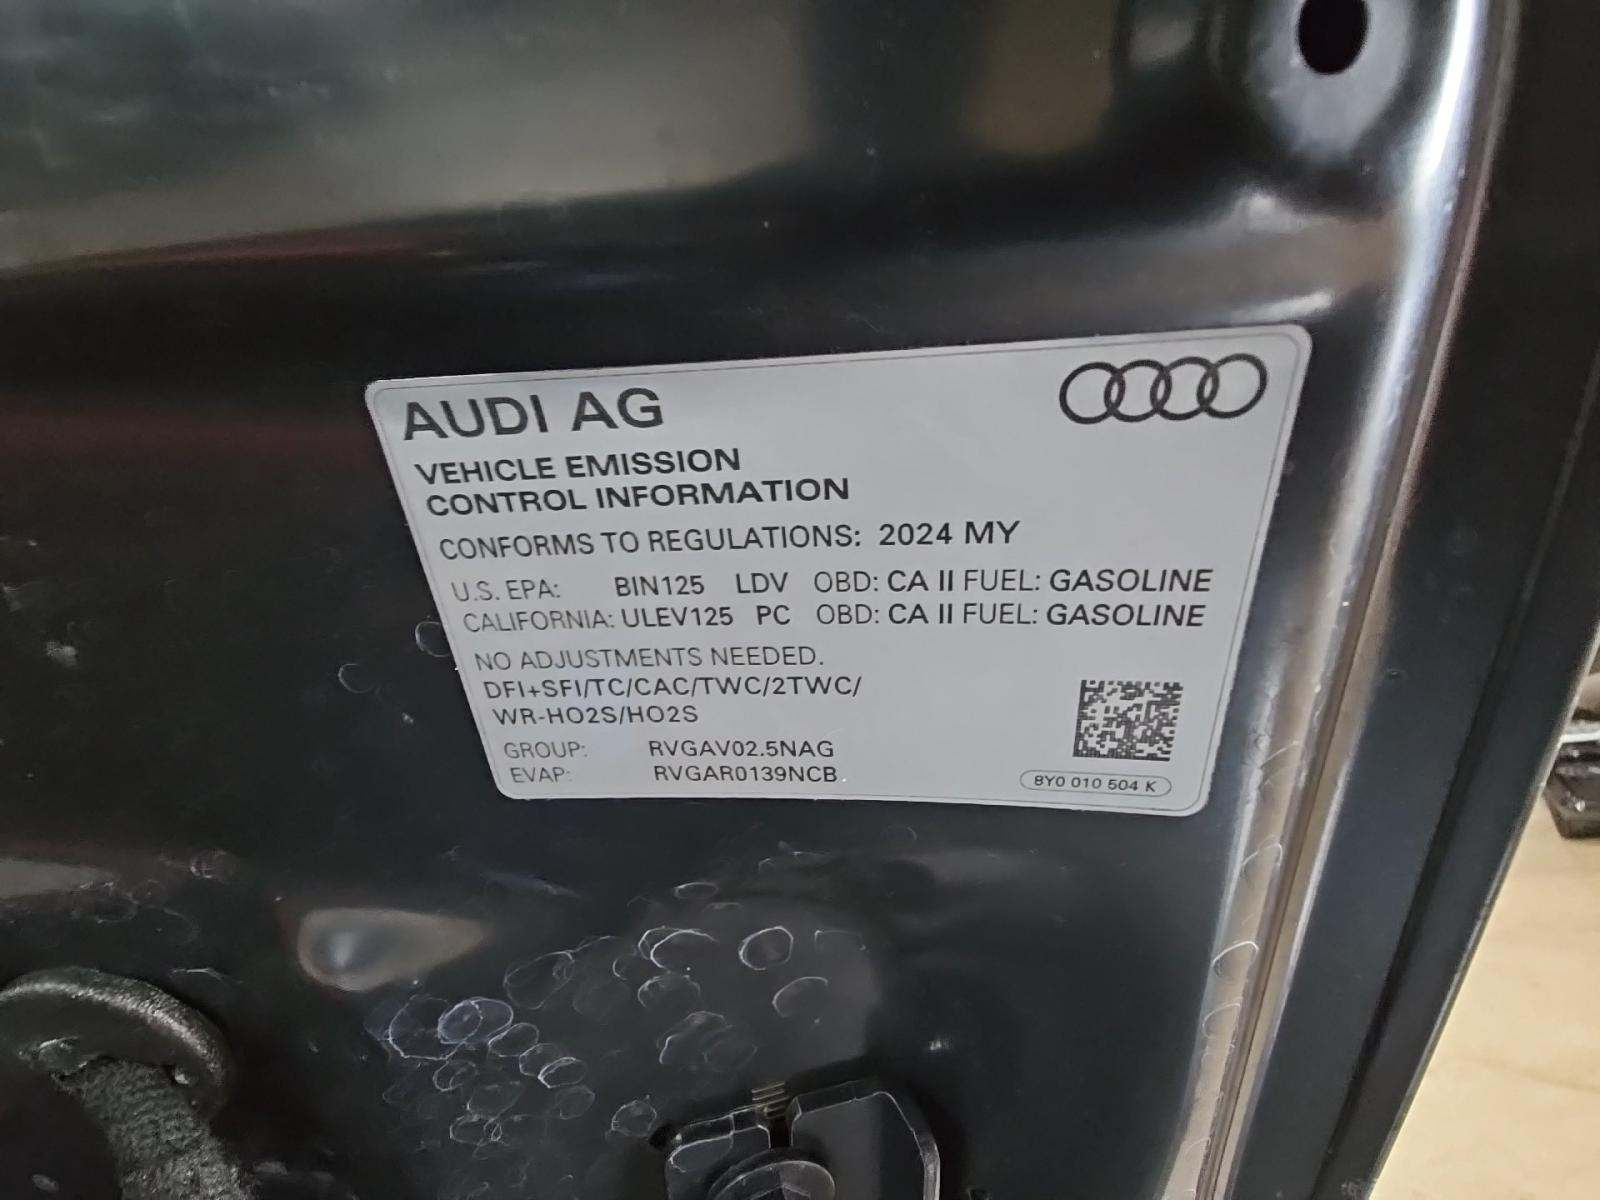 AUDI AG
VEHICLE EMISSION
CONTROL INFORMATION
CONFORMS TO REGULATIONS: 2024 MY
U.S. EPA: BIN125 LDV OBD: CA II FUEL: GASOLINE
CALIFORNIA: ULEV125 PC OBD: CA II FUEL: GASOLINE
NO ADJUSTMENTS NEEDED.
DFI+SFI/TC/CAC/TWC/2TWC/
WR-HO2S/HO2S
GROUP: RVGAV02.5NAG
EVAP: RVGAR0139NCB
8Y0 010 504 K